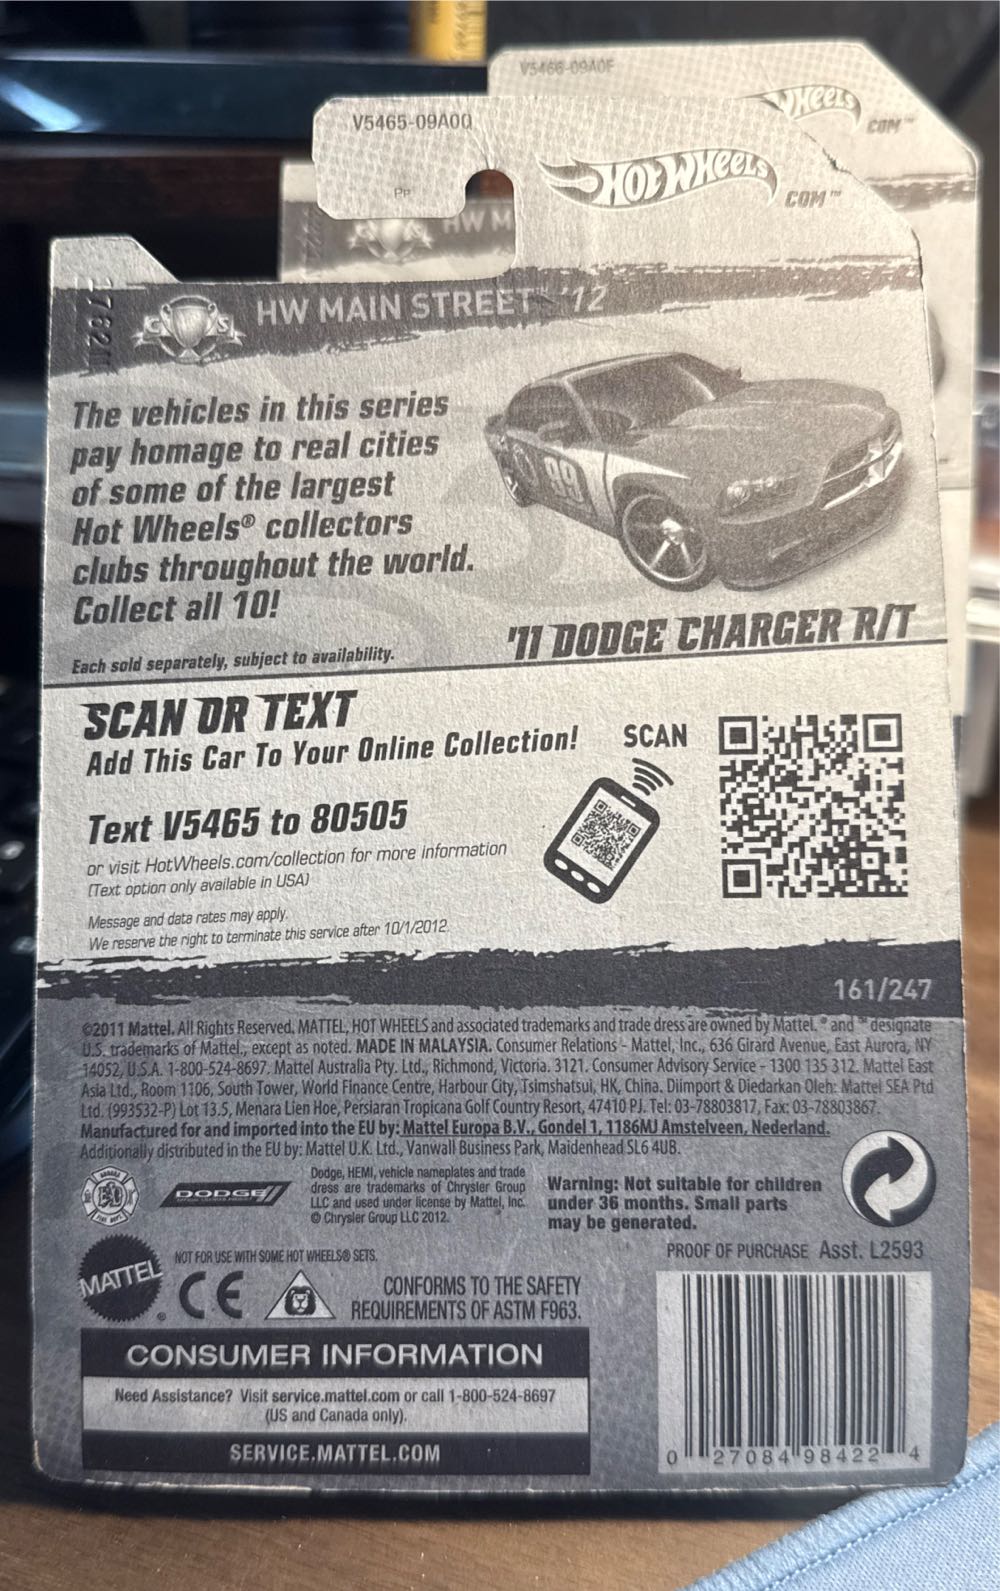 V5466-09A0F
WHeeLs
COM™
V5465-09A00
Pp
HOT WHeeLs
COM™
HW M
HW MAIN STREET™ '12
The vehicles in this series
pay homage to real cities
of some of the largest
Hot Wheels® collectors
clubs throughout the world.
Collect all 10!
99
Each sold separately, subject to availability.
'11 DODGE CHARGER R/T
SCAN OR TEXT
Add This Car To Your Online Collection!
SCAN
Text V5465 to 80505
or visit HotWheels.com/collection for more information
(Text option only available in USA)
Message and data rates may apply.
We reserve the right to terminate this service after 10/1/2012.
161/247
©2011 Mattel. All Rights Reserved. MATTEL, HOT WHEELS and associated trademarks and trade dress are owned by Mattel. ® and ™ designate
U.S. trademarks of Mattel., except as noted. MADE IN MALAYSIA. Consumer Relations - Mattel, Inc., 636 Girard Avenue, East Aurora, NY
14052, U.S.A. 1-800-524-8697. Mattel Australia Pty. Ltd., Richmond, Victoria. 3121. Consumer Advisory Service - 1300 135 312. Mattel East
Asia Ltd., Room 1106, South Tower, World Finance Centre, Harbour City, Tsimshatsui, HK, China. Diimport & Diedarkan Oleh: Mattel SEA Ptd
Ltd. (993532-P) Lot 13.5, Menara Lien Hoe, Persiaran Tropicana Golf Country Resort, 47410 PJ. Tel: 03-78803817, Fax: 03-78803867.
Manufactured for and imported into the EU by: Mattel Europa B.V., Gondel 1, 1186MJ Amstelveen, Nederland.
Additionally distributed in the EU by: Mattel U.K. Ltd., Vanwall Business Park, Maidenhead SL6 4UB.
DODGE
Dodge, HEMI, vehicle nameplates and trade
dress are trademarks of Chrysler Group
LLC and used under license by Mattel, Inc.
© Chrysler Group LLC 2012.
Warning: Not suitable for children
under 36 months. Small parts
may be generated.
PROOF OF PURCHASE Asst. L2593
MATTEL
NOT FOR USE WITH SOME HOT WHEELS® SETS.
CE
CONFORMS TO THE SAFETY
REQUIREMENTS OF ASTM F963.
CONSUMER INFORMATION
Need Assistance? Visit service.mattel.com or call 1-800-524-8697
(US and Canada only).
SERVICE.MATTEL.COM
0 27084 98422 4